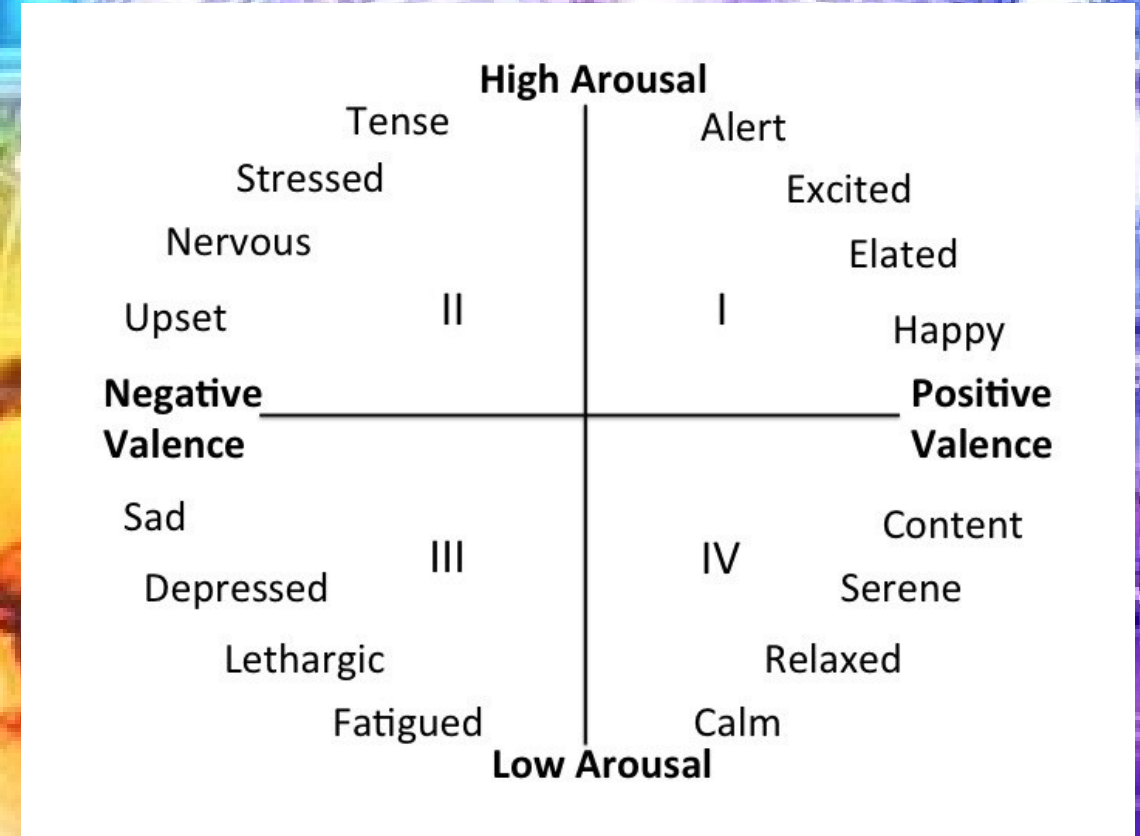 High Arousal
Tense
Alert
Stressed
Excited
Nervous
Elated
II
I
Upset
Happy
Negative
Valence
Positive
Valence
Sad
Content
III
IV
Depressed
Serene
Lethargic
Relaxed
Fatigued
Calm
Low Arousal